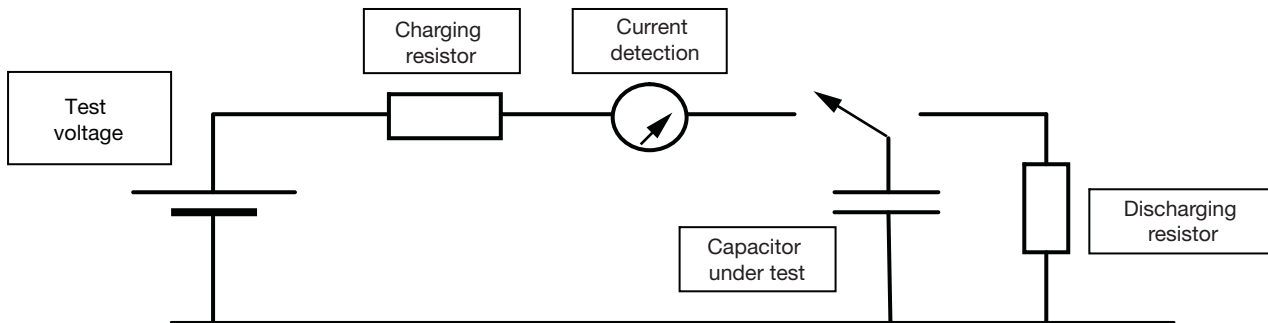 Charging
resistor
Current
detection
Test
voltage
Capacitor
under test
Discharging
resistor